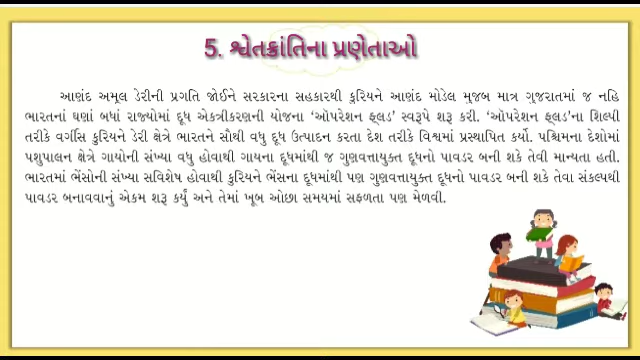 5. શ્વેતક્રાંતિના પ્રણેતાઓ
આણંદ અમૂલ ડેરીની પ્રગતિ જોઈને સરકારના સહકારથી કુરિયને આણંદ મોડેલ મુજબ માત્ર ગુજરાતમાં જ નહિ
ભારતનાં ઘણાં બધાં રાજ્યોમાં દૂધ એકત્રીકરણની યોજના ‘ઑપરેશન ફ્લડ’ સ્વરૂપે શરૂ કરી. ‘ઑપરેશન ફ્લડ’ના શિલ્પી
તરીકે વર્ગીસ કુરિયને ડેરી ક્ષેત્રે ભારતને સૌથી વધુ દૂધ ઉત્પાદન કરતા દેશ તરીકે વિશ્વમાં પ્રસ્થાપિત કર્યો. પશ્ચિમના દેશોમાં
પશુપાલન ક્ષેત્રે ગાયોની સંખ્યા વધુ હોવાથી ગાયના દૂધમાંથી જ ગુણવત્તાયુક્ત દૂધનો પાવડર બની શકે તેવી માન્યતા હતી.
ભારતમાં ભેંસોની સંખ્યા સવિશેષ હોવાથી કુરિયને ભેંસના દૂધમાંથી પણ ગુણવત્તાયુક્ત દૂધનો પાવડર બની શકે તેવા સંકલ્પથી
પાવડર બનાવવાનું એકમ શરૂ કર્યું અને તેમાં ખૂબ ઓછા સમયમાં સફળતા પણ મેળવી.